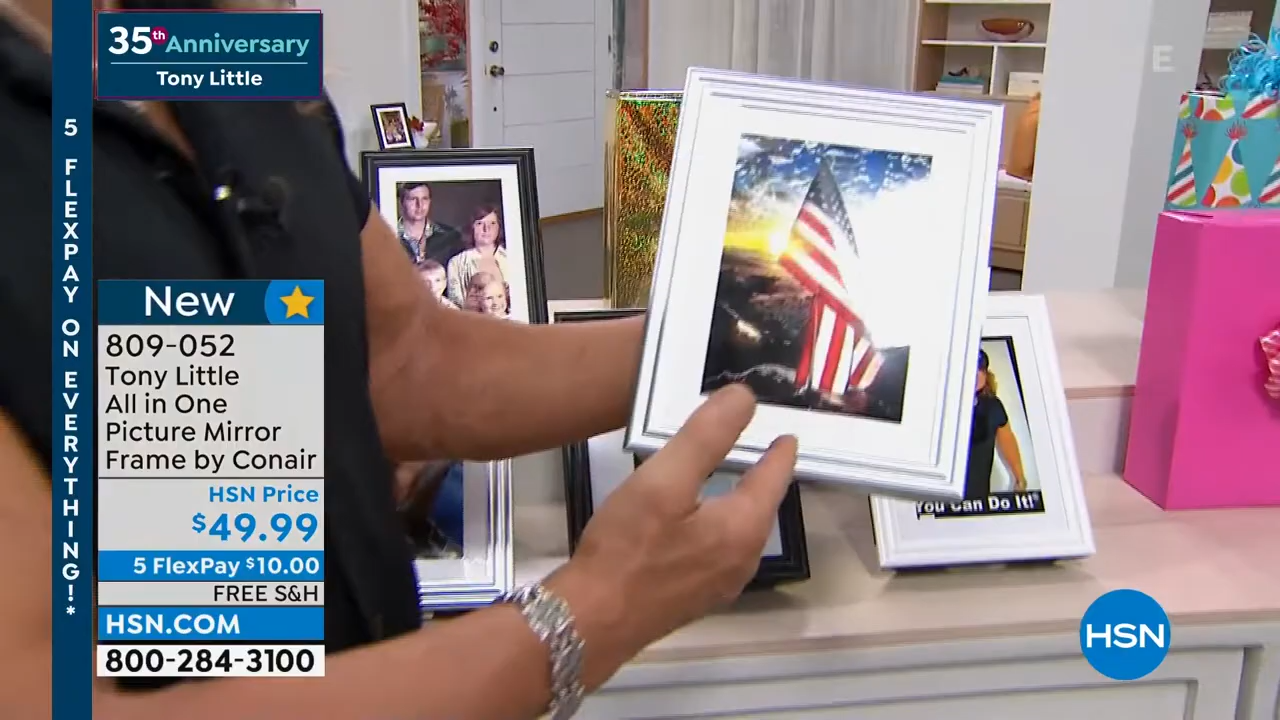 35th Anniversary
Tony Little
5 FLEXPAY ON EVERYTHING!*
New
809-052
Tony Little
All in One
Picture Mirror
Frame by Conair
HSN Price
$49.99
5 FlexPay $10.00
FREE S&H
HSN.COM
800-284-3100
E
You Can Do It!®
HSN